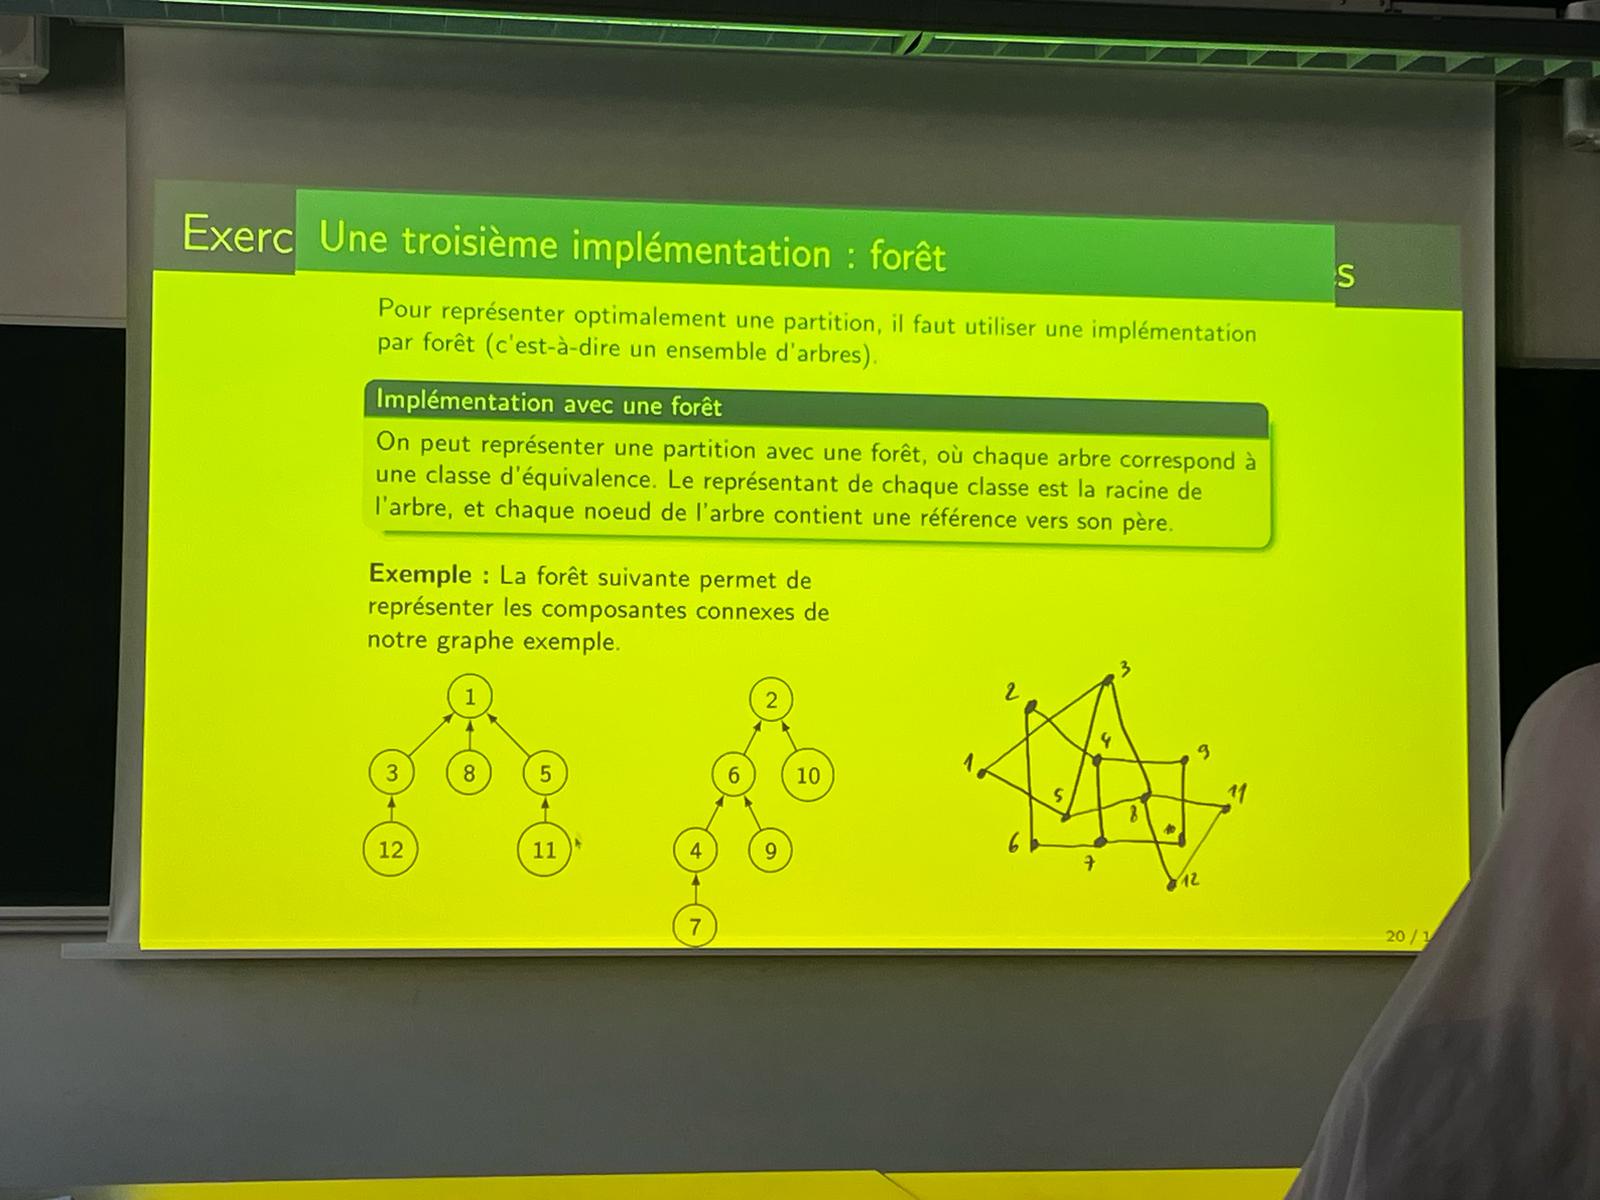 Exerc
Une troisième implémentation : forêt
s
Pour représenter optimalement une partition, il faut utiliser une implémentation
par forêt (c'est-à-dire un ensemble d'arbres).
Implémentation avec une forêt
On peut représenter une partition avec une forêt, où chaque arbre correspond à
une classe d'équivalence. Le représentant de chaque classe est la racine de
l'arbre, et chaque noeud de l'arbre contient une référence vers son père.
Exemple : La forêt suivante permet de
représenter les composantes connexes de
notre graphe exemple.
1
3 8 5
12 11
2
6 10
4 9
7
3
2
4 9
1
5 8 11
6 10
7
12
20 / 1